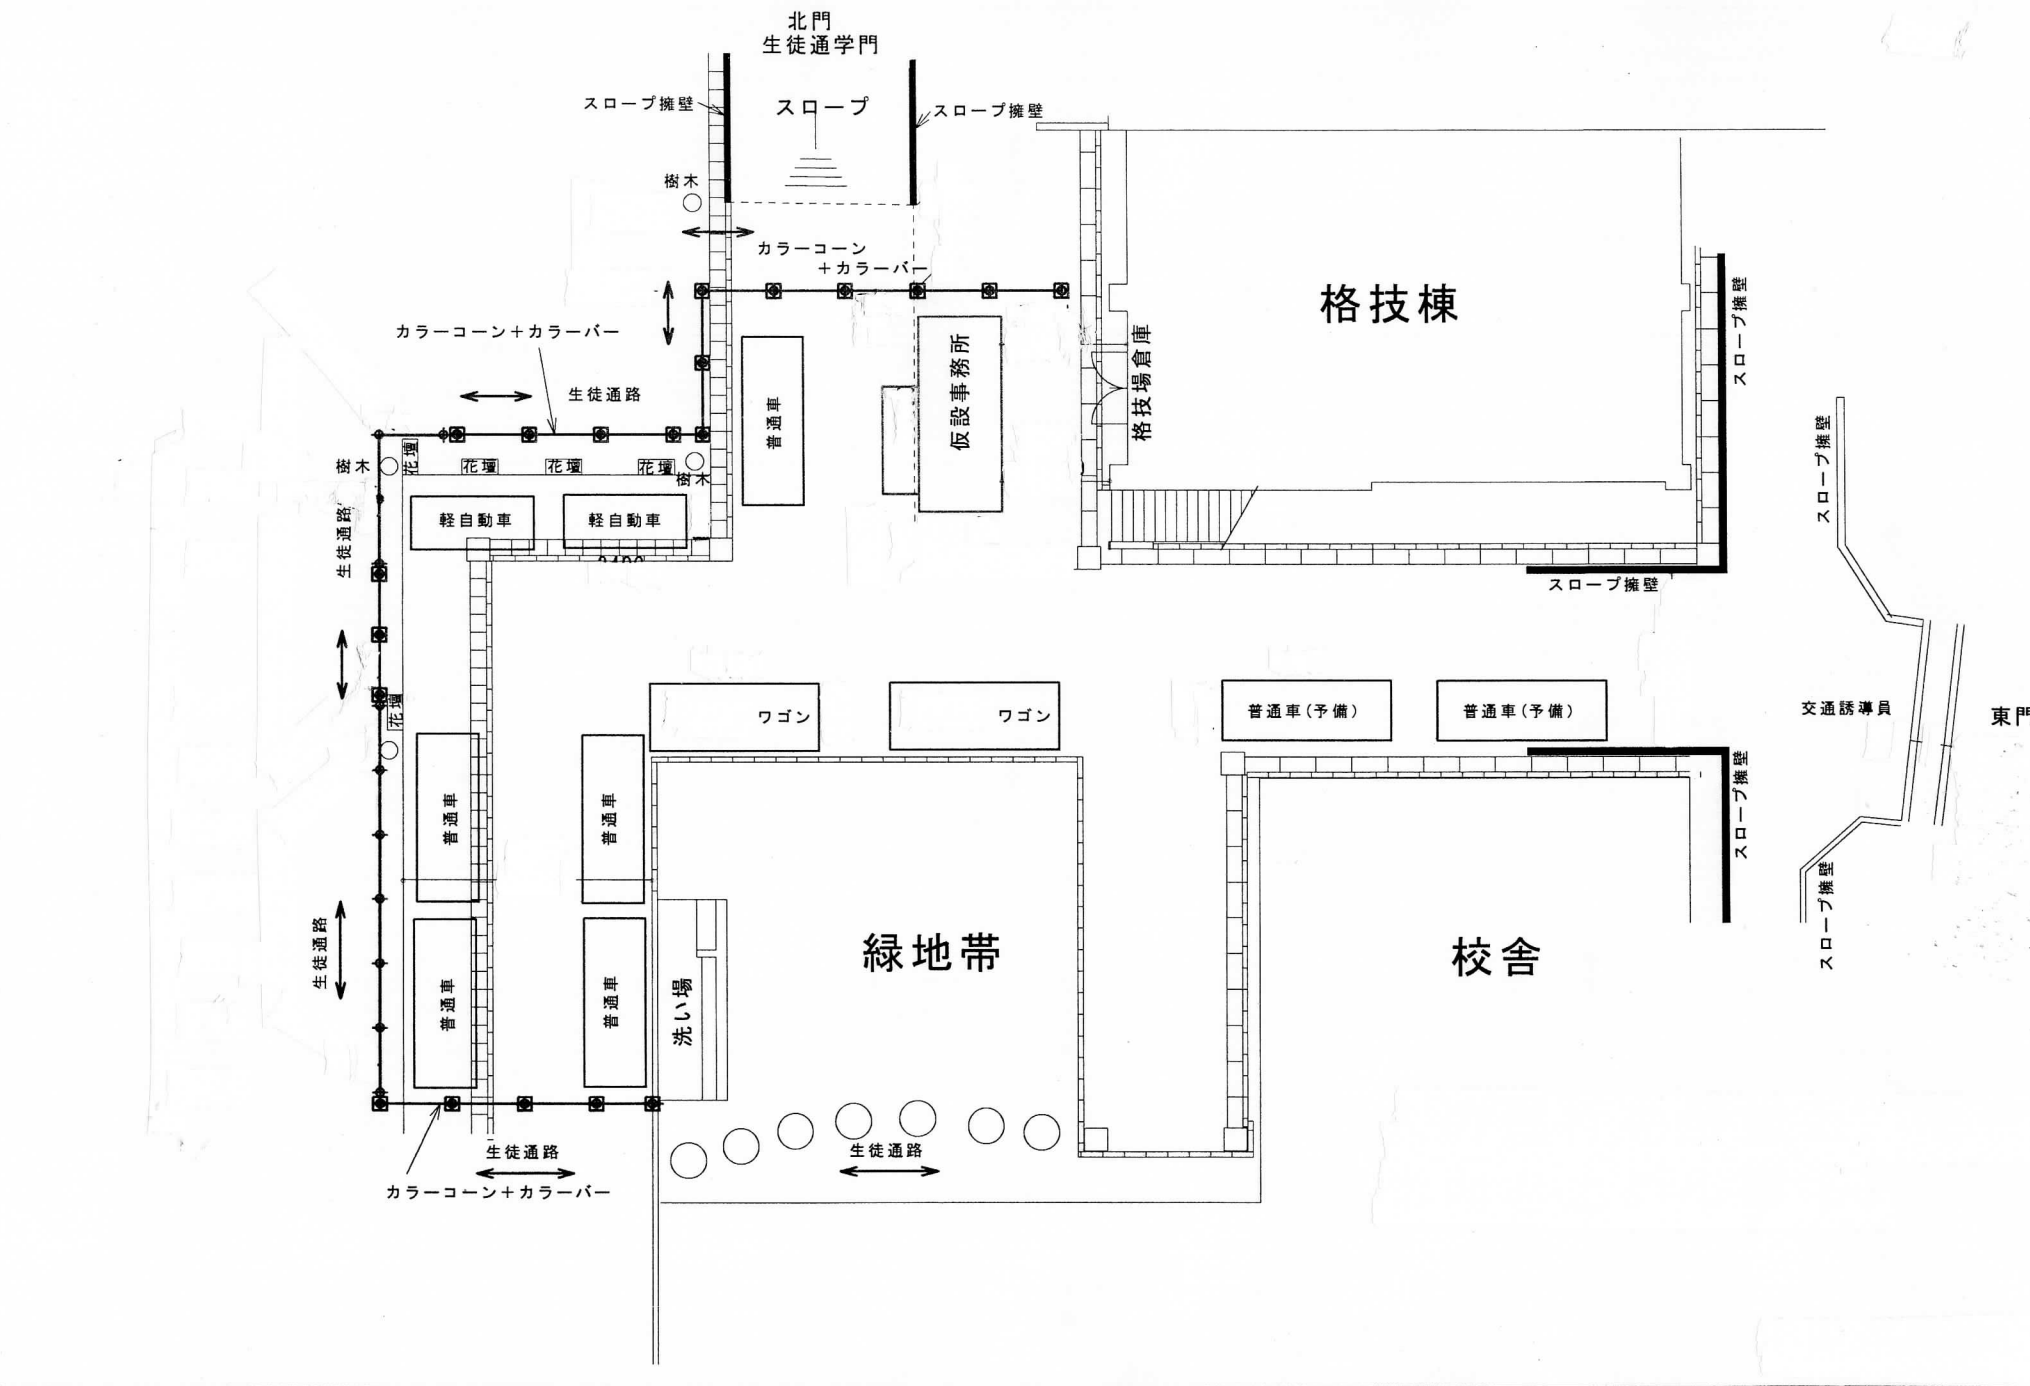 北門
生徒通学門
スロープ擁壁
スロープ
スロープ擁壁
樹木
カラーコーン
＋カラーバー
格技棟
スロープ擁壁
カラーコーン＋カラーバー
仮設事務所
格技場倉庫
生徒通路
普通車
スロープ擁壁
樹木
花壇
花壇
花壇
花壇
樹木
生徒通路
軽自動車
軽自動車
スロープ擁壁
花壇
ワゴン
ワゴン
普通車(予備)
普通車(予備)
交通誘導員
東門
普通車
普通車
スロープ擁壁
スロープ擁壁
生徒通路
緑地帯
校舎
普通車
普通車
洗い場
生徒通路
生徒通路
カラーコーン＋カラーバー